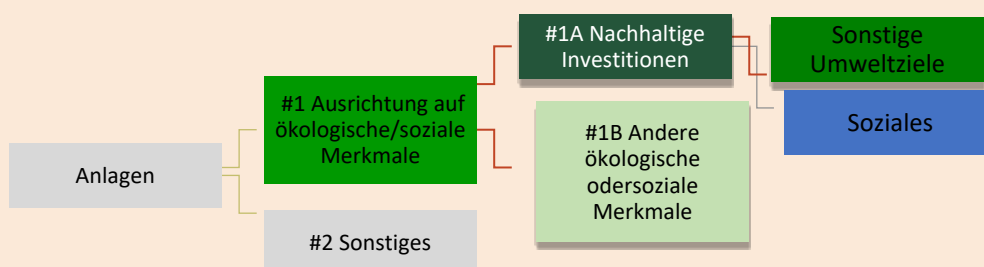 Anlagen
#1 Ausrichtung auf
ökologische/soziale
Merkmale
#2 Sonstiges
#1A Nachhaltige
Investitionen
#1B Andere
ökologische
odersoziale
Merkmale
Sonstige
Umweltziele
Soziales